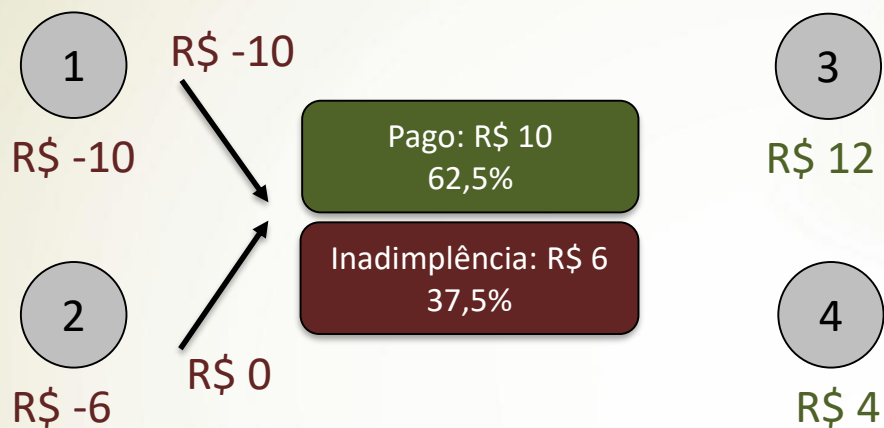 1
R$ -10
R$ -10
2
R$ 0
R$ -6
Pago: R$ 10
62,5%
Inadimplência: R$ 6
37,5%
3
R$ 12
4
R$ 4